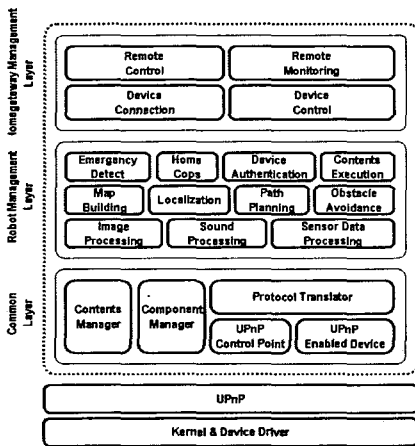 Homegateway Management
Layer
Remote
Control
Remote
Monitoring
Device
Connection
Device
Control
Robot Management
Layer
Emergency
Detect
Home
Cops
Device
Authentication
Contents
Execution
Map
Building
Localization
Path
Planning
Obstacle
Avoidance
Image
Processing
Sound
Processing
Sensor Data
Processing
Common
Layer
Contents
Manager
Component
Manager
Protocol Translator
UPnP
Control Point
UPnP
Enabled Device
UPnP
Kernel & Device Driver